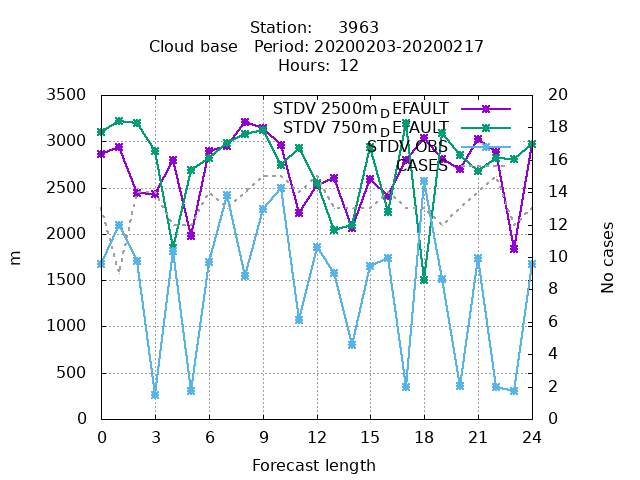 Station: 3963
Cloud base Period: 20200203-20200217
Hours: 12
STDV 2500m_DEFAULT
STDV 750m_DEFAULT
STDV OBS
CASES
3500
3000
2500
2000
1500
1000
500
0
m
20
18
16
14
12
10
8
6
4
2
0
No cases
0 3 6 9 12 15 18 21 24
Forecast length